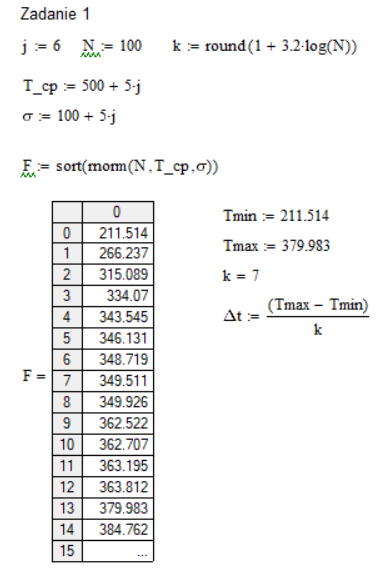 Zadanie 1
j := 6 N := 100 k := round(1 + 3.2·log(N))
T_cp := 500 + 5·j
σ := 100 + 5·j
F := sort(rnorm(N,T_cp,σ))
0
0 211.514
1 266.237
2 315.089
3 334.07
4 343.545
5 346.131
6 348.719
F = 7 349.511
8 349.926
9 362.522
10 362.707
11 363.195
12 363.812
13 379.983
14 384.762
15 ...
Tmin := 211.514
Tmax := 379.983
k = 7
Δt := (Tmax − Tmin)
k